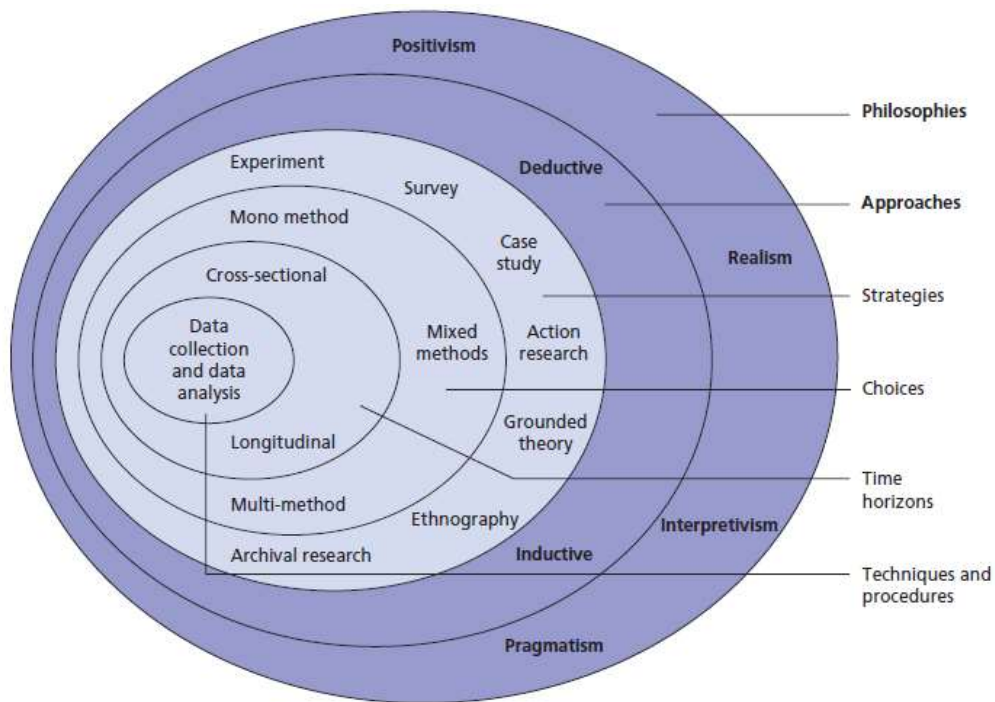 Positivism
Philosophies
Experiment
Deductive
Survey
Approaches
Mono method
Case
study
Realism
Cross-sectional
Strategies
Data
collection
and data
analysis
Mixed
methods
Action
research
Choices
Grounded
theory
Longitudinal
Time
horizons
Multi-method
Ethnography
Interpretivism
Archival research
Inductive
Techniques and
procedures
Pragmatism